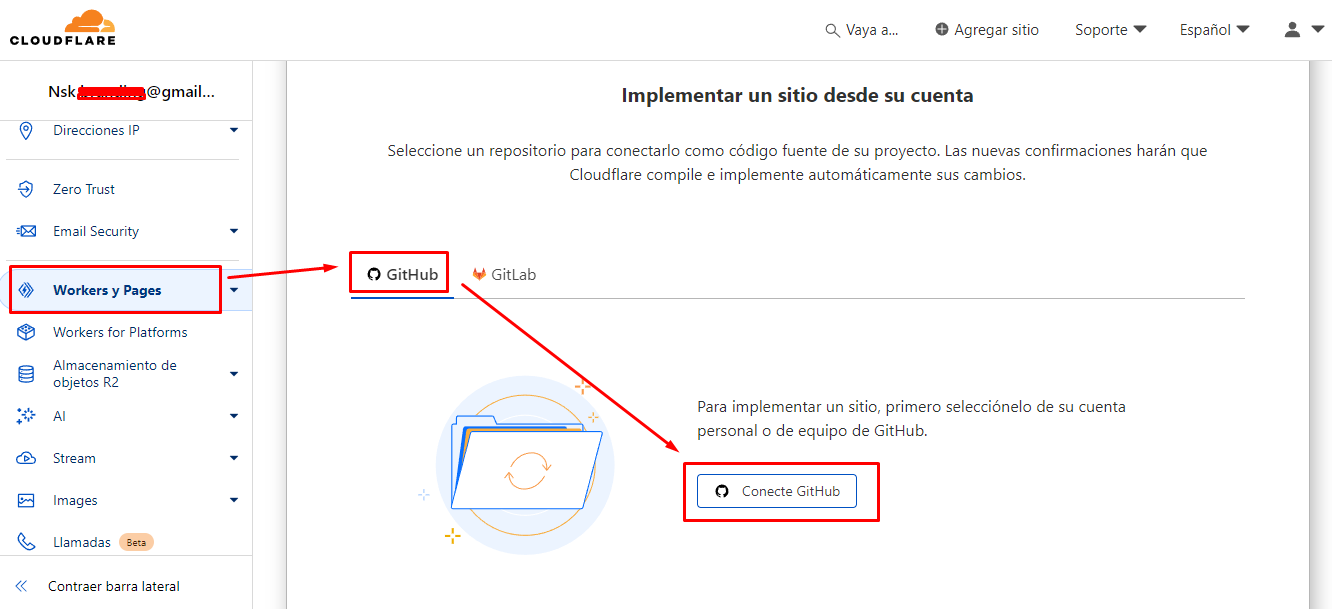 CLOUDFLARE
Vaya a...
Agregar sitio
Soporte
Español
Nsk
@gmail...
Direcciones IP
Zero Trust
Email Security
Workers y Pages
Workers for Platforms
Almacenamiento de
objetos R2
AI
Stream
Images
Llamadas Beta
Contraer barra lateral
Implementar un sitio desde su cuenta
Seleccione un repositorio para conectarlo como código fuente de su proyecto. Las nuevas confirmaciones harán que
Cloudflare compile e implemente automáticamente sus cambios.
GitHub
GitLab
Para implementar un sitio, primero selecciónelo de su cuenta
personal o de equipo de GitHub.
Conecte GitHub